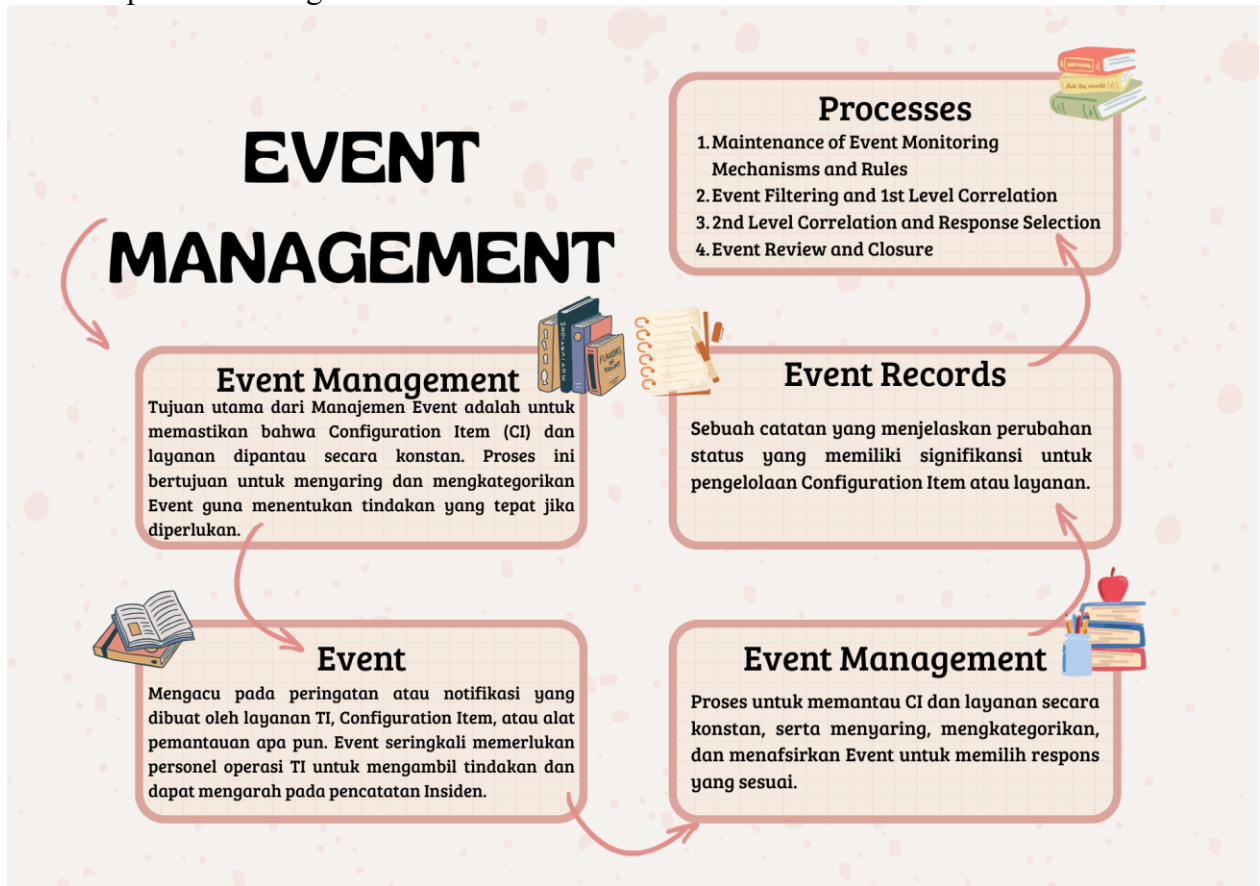 EVENT
MANAGEMENT
Event Management
Tujuan utama dari Manajemen Event adalah untuk
memastikan bahwa Configuration Item (CI) dan
layanan dipantau secara konstan. Proses ini
bertujuan untuk menyaring dan mengkategorikan
Event guna menentukan tindakan yang tepat jika
diperlukan.
Event
Mengacu pada peringatan atau notifikasi yang
dibuat oleh layanan TI, Configuration Item, atau alat
pemantauan apa pun. Event seringkali memerlukan
personel operasi TI untuk mengambil tindakan dan
dapat mengarah pada pencatatan Insiden.
Event Management
Proses untuk memantau CI dan layanan secara
konstan, serta menyaring, mengkategorikan,
dan menafsirkan Event untuk memilih respons
yang sesuai.
Event Records
Sebuah catatan yang menjelaskan perubahan
status yang memiliki signifikansi untuk
pengelolaan Configuration Item atau layanan.
Processes
1. Maintenance of Event Monitoring
Mechanisms and Rules
2. Event Filtering and 1st Level Correlation
3. 2nd Level Correlation and Response Selection
4. Event Review and Closure